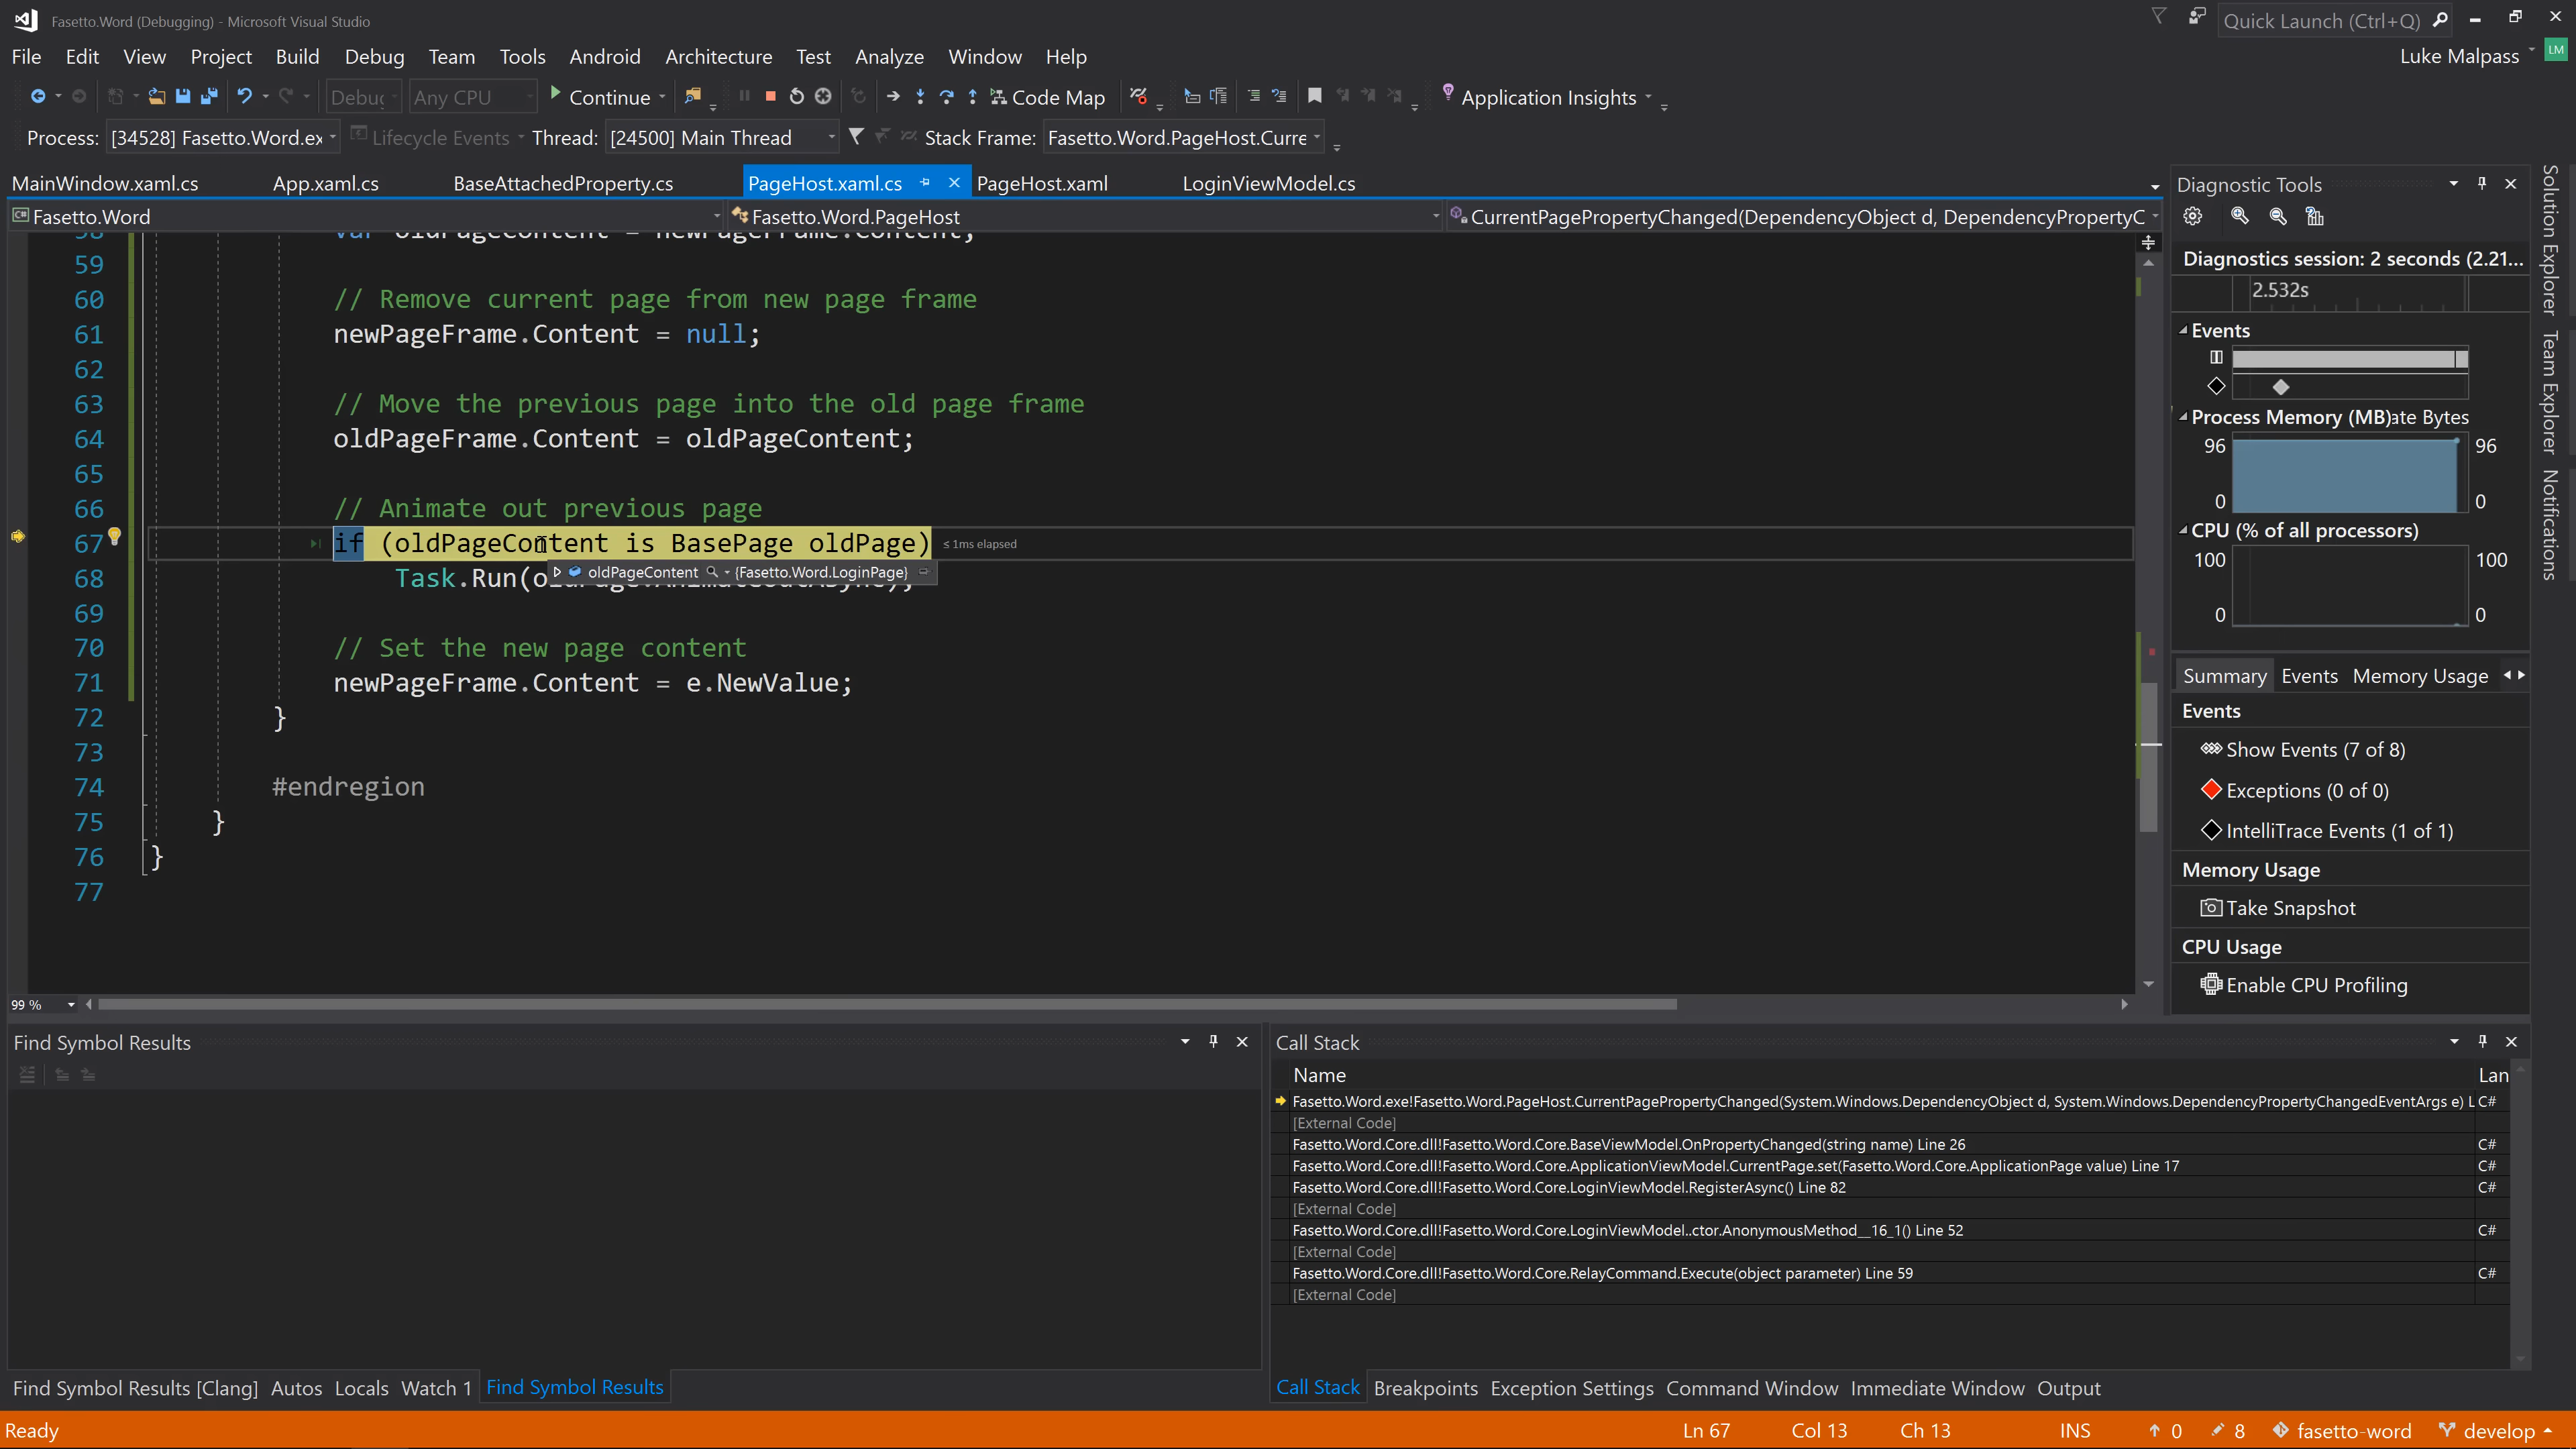 Fasetto.Word (Debugging) - Microsoft Visual Studio
Quick Launch (Ctrl+Q)
File Edit View Project Build Debug Team Tools Android Architecture Test Analyze Window Help
Luke Malpass LM
Debug Any CPU Continue Code Map Application Insights
Process: [34528] Fasetto.Word.ex Lifecycle Events Thread: [24500] Main Thread Stack Frame: Fasetto.Word.PageHost.Curre
MainWindow.xaml.cs App.xaml.cs BaseAttachedProperty.cs PageHost.xaml.cs PageHost.xaml LoginViewModel.cs
Fasetto.Word Fasetto.Word.PageHost CurrentPagePropertyChanged(DependencyObject d, DependencyPropertyC
58 var oldPageContent = newPageFrame.Content;
59
60 // Remove current page from new page frame
61 newPageFrame.Content = null;
62
63 // Move the previous page into the old page frame
64 oldPageFrame.Content = oldPageContent;
65
66 // Animate out previous page
67 if (oldPageContent is BasePage oldPage) ≤ 1ms elapsed
oldPageContent {Fasetto.Word.LoginPage}
68 Task.Run(oldPage.AnimateOutAsync);
69
70 // Set the new page content
71 newPageFrame.Content = e.NewValue;
72 }
73
74 #endregion
75 }
76 }
77
99 %
Diagnostic Tools
Diagnostics session: 2 seconds (2.21...
2.532s
Events
Process Memory (MB) ate Bytes
96 96
0 0
CPU (% of all processors)
100 100
0 0
Summary Events Memory Usage
Events
Show Events (7 of 8)
Exceptions (0 of 0)
IntelliTrace Events (1 of 1)
Memory Usage
Take Snapshot
CPU Usage
Enable CPU Profiling
Solution Explorer
Team Explorer
Notifications
Find Symbol Results
Call Stack
Name Lan
Fasetto.Word.exe!Fasetto.Word.PageHost.CurrentPagePropertyChanged(System.Windows.DependencyObject d, System.Windows.DependencyPropertyChangedEventArgs e) L C#
[External Code]
Fasetto.Word.Core.dll!Fasetto.Word.Core.BaseViewModel.OnPropertyChanged(string name) Line 26 C#
Fasetto.Word.Core.dll!Fasetto.Word.Core.ApplicationViewModel.CurrentPage.set(Fasetto.Word.Core.ApplicationPage value) Line 17 C#
Fasetto.Word.Core.dll!Fasetto.Word.Core.LoginViewModel.RegisterAsync() Line 82 C#
[External Code]
Fasetto.Word.Core.dll!Fasetto.Word.Core.LoginViewModel..ctor.AnonymousMethod__16_1() Line 52 C#
[External Code]
Fasetto.Word.Core.dll!Fasetto.Word.Core.RelayCommand.Execute(object parameter) Line 59 C#
[External Code]
Find Symbol Results [Clang] Autos Locals Watch 1 Find Symbol Results
Call Stack Breakpoints Exception Settings Command Window Immediate Window Output
Ready Ln 67 Col 13 Ch 13 INS 0 8 fasetto-word develop